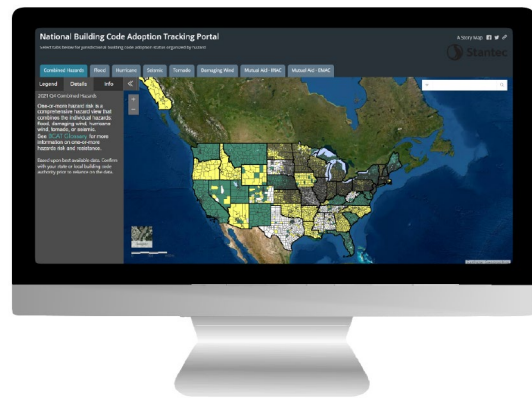 National Building Code Adoption Tracking Portal
A Story Map
Select tabs below for jurisdictional building code adoption status organized by hazard
Stantec
Combined Hazards Flood Hurricane Seismic Tornado Damaging Wind Mutual Aid - IMAC Mutual Aid - EMAC
Legend Details Info
2021 Q4 Combined Hazards
One-or-more hazard risk is a
comprehensive hazard view that
combines the individual hazards:
flood, damaging wind, hurricane
wind, tornado, or seismic.
See BCAT Glossary for more
information on one-or-more
hazards risk and resistance.
Based upon best available data. Confirm
with your state or local building code
authority prior to reliance on the data.